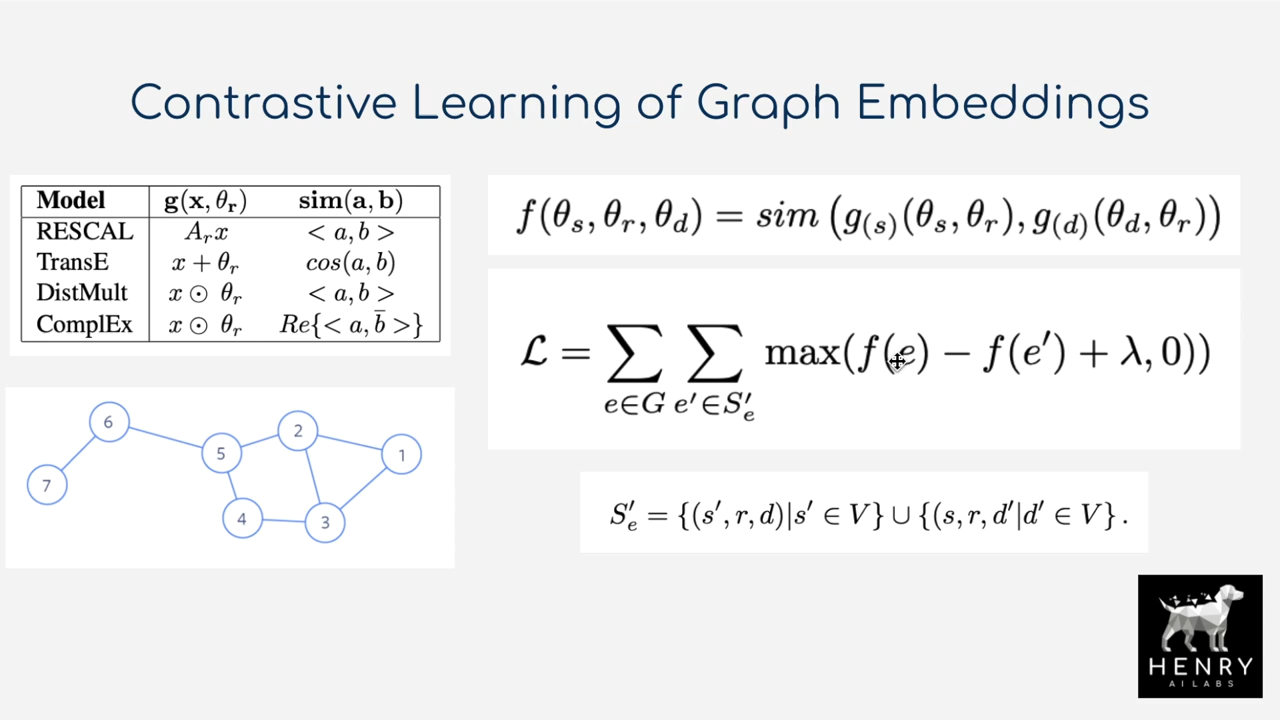 Contrastive Learning of Graph Embeddings
Model g(x, θr) sim(a, b)
RESCAL Arx < a, b >
TransE x + θr cos(a, b)
DistMult x ⊙ θr < a, b >
ComplEx x ⊙ θr Re{< a, b̄ >}
f(θs, θr, θd) = sim (g(s)(θs, θr), g(d)(θd, θr))
ℒ = ∑ ∑ max(f(e) − f(e′) + λ, 0))
e∈G e′∈S′e
S′e = {(s′, r, d)|s′ ∈ V} ∪ {(s, r, d′|d′ ∈ V} .
6
2
5
1
7
4
3
HENRY
AI LABS